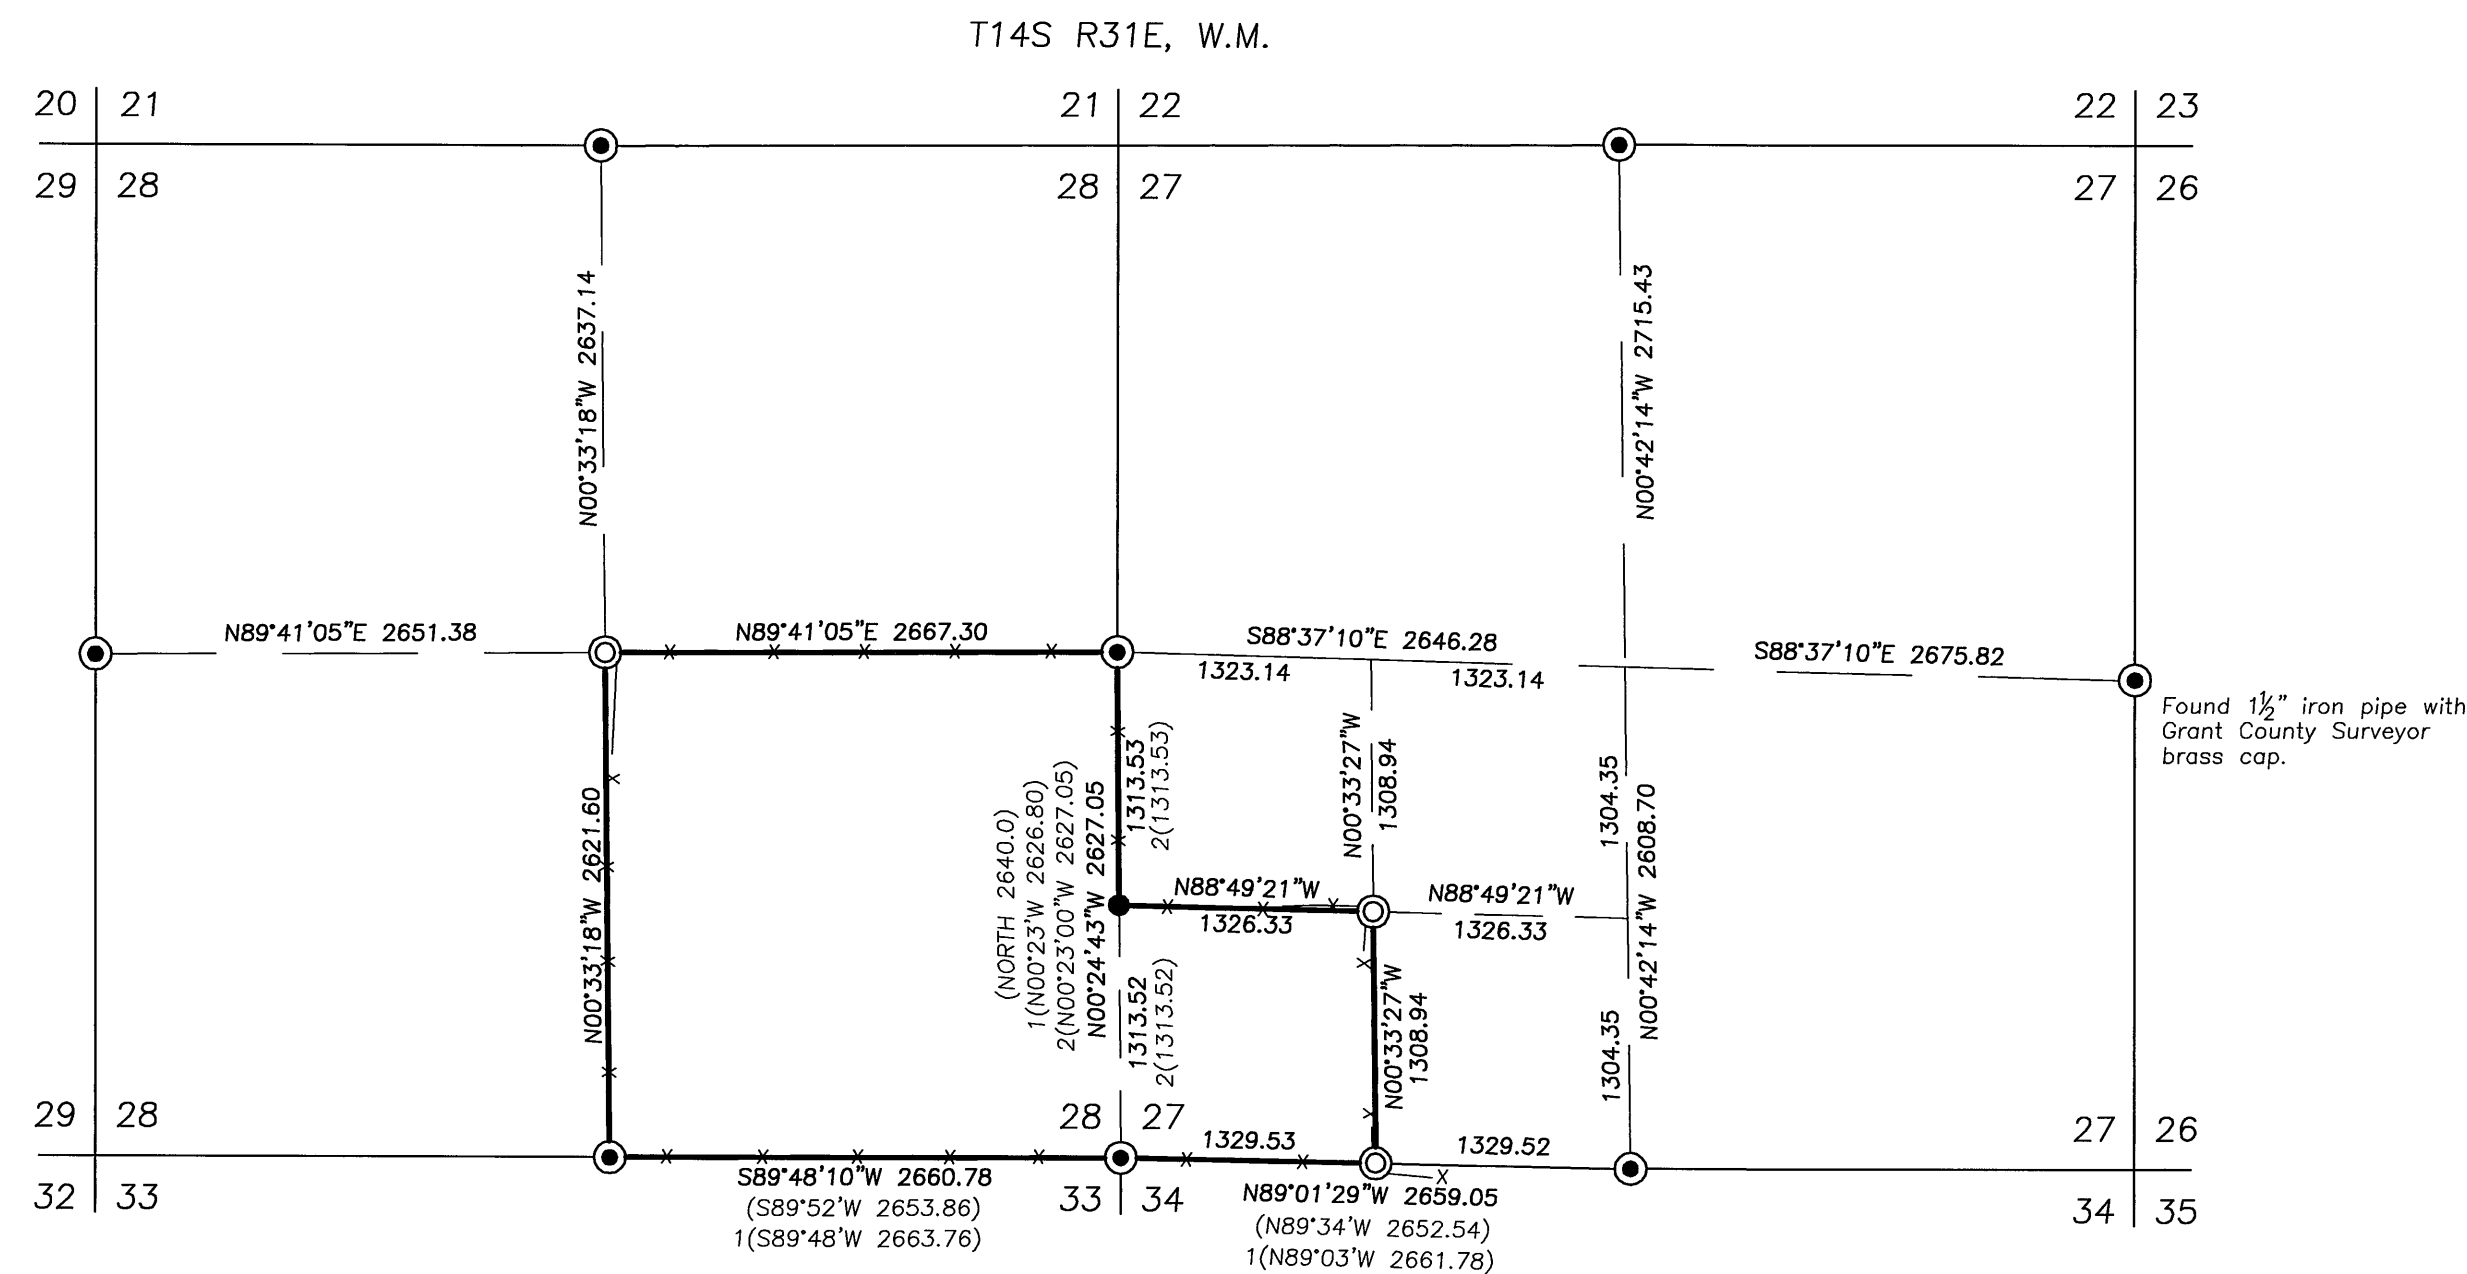 T14S R31E, W.M.
20 21
21 22
22 23
29 28
28 27
27 26
N00°33'18"W 2637.14
N00°42'14"W 2715.43
N89°41'05"E 2651.38
N89°41'05"E 2667.30
S88°37'10"E 2646.28
1323.14
1323.14
S88°37'10"E 2675.82
Found 1½" iron pipe with
Grant County Surveyor
brass cap.
N00°33'18"W 2621.60
(NORTH 2640.0)
1(N00°23'W 2626.80)
2(N00°23'00"W 2627.05)
N00°24'43"W 2627.05
1313.53
2(1313.53)
1313.52
2(1313.52)
N00°33'27"W
1308.94
1304.35
N00°42'14"W 2608.70
1304.35
N88°49'21"W
1326.33
N88°49'21"W
1326.33
N00°33'27"W
1308.94
29 28
28 27
27 26
1329.53
1329.52
32 33
33 34
34 35
S89°48'10"W 2660.78
(S89°52'W 2653.86)
1(S89°48'W 2663.76)
N89°01'29"W 2659.05
(N89°34'W 2652.54)
1(N89°03'W 2661.78)